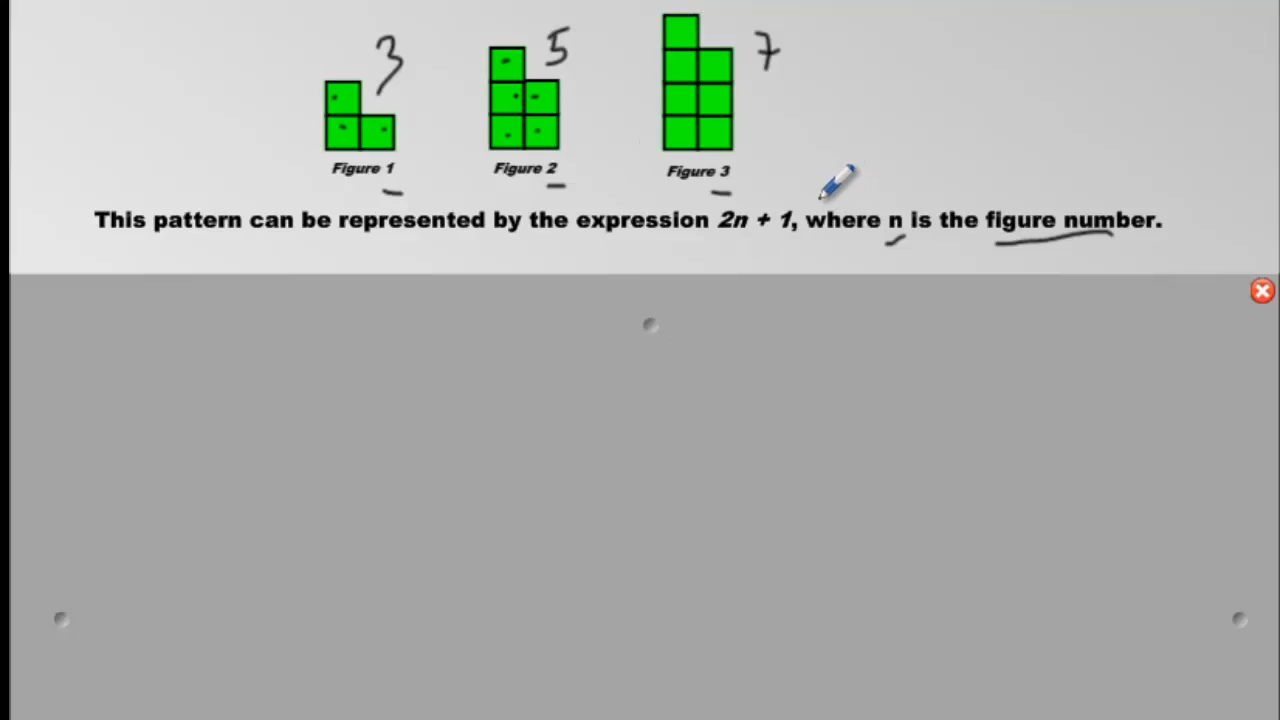 3 5 7
Figure 1 Figure 2 Figure 3
This pattern can be represented by the expression 2n + 1, where n is the figure number.